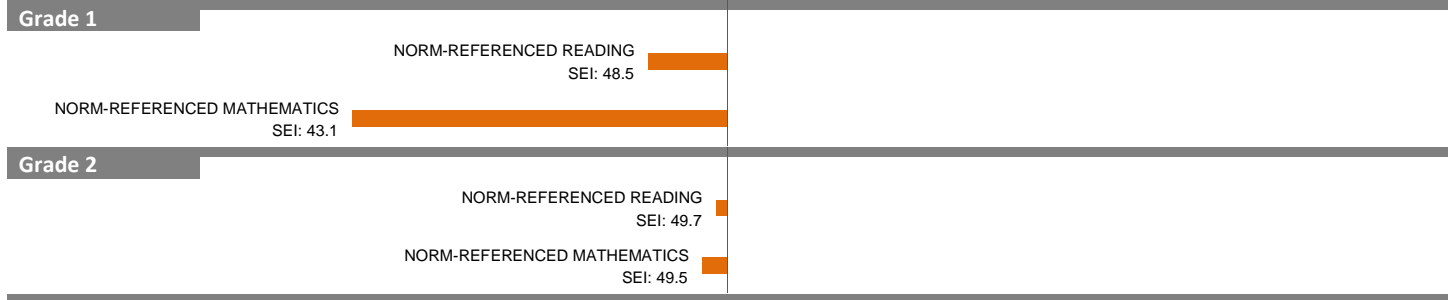 Grade 1
NORM-REFERENCED READING
SEI: 48.5
NORM-REFERENCED MATHEMATICS
SEI: 43.1
Grade 2
NORM-REFERENCED READING
SEI: 49.7
NORM-REFERENCED MATHEMATICS
SEI: 49.5